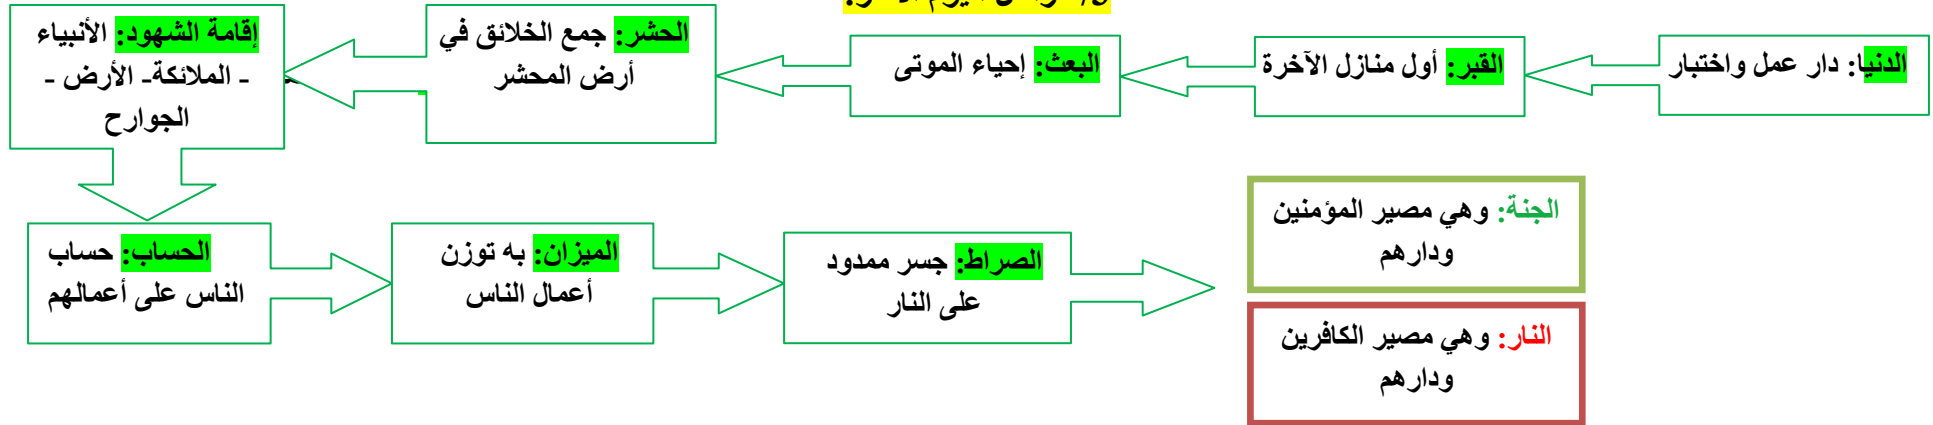 الدنيا: دار عمل واختبار
القبر: أول منازل الآخرة
البعث: إحياء الموتى
الحشر: جمع الخلائق في
أرض المحشر
إقامة الشهود: الأنبياء
- الملائكة- الأرض -
الجوارح
الحساب: حساب
الناس على أعمالهم
الميزان: به توزن
أعمال الناس
الصراط: جسر ممدود
على النار
الجنة: وهي مصير المؤمنين
ودارهم
النار: وهي مصير الكافرين
ودارهم